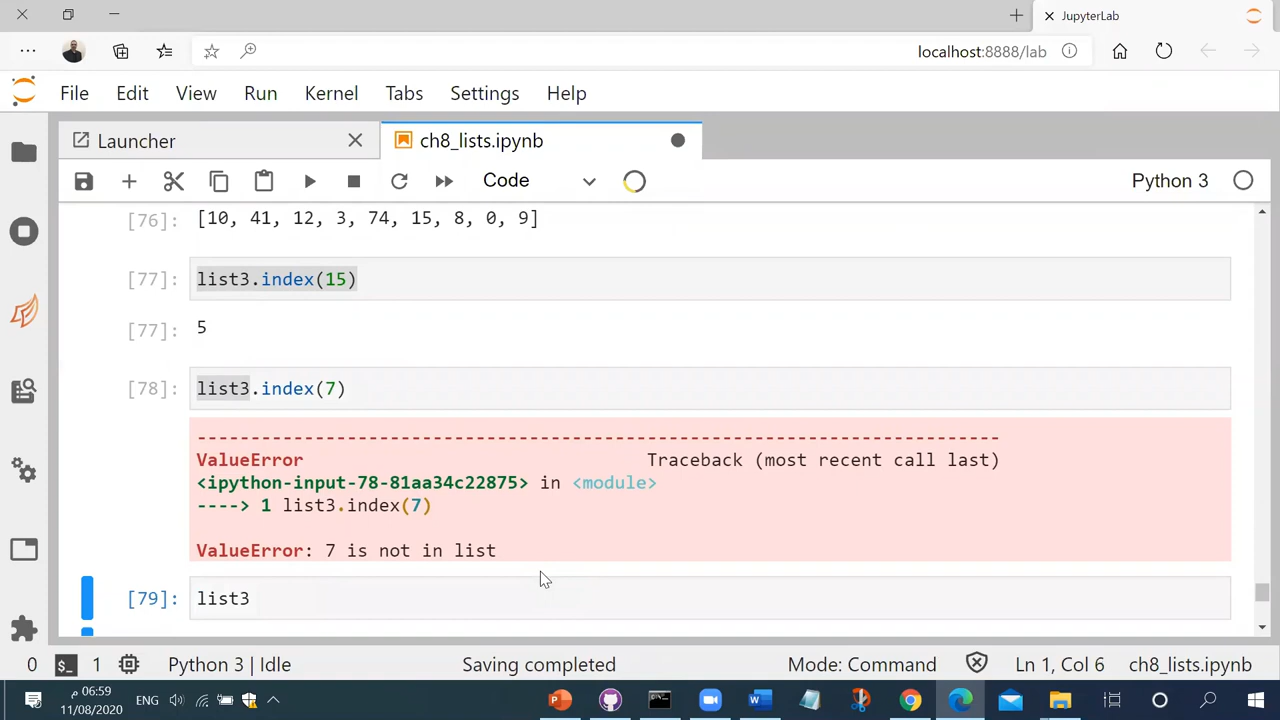 JupyterLab
localhost:8888/lab
File Edit View Run Kernel Tabs Settings Help
Launcher
ch8_lists.ipynb
Code
Python 3
[76]: [10, 41, 12, 3, 74, 15, 8, 0, 9]
[77]: list3.index(15)
[77]: 5
[78]: list3.index(7)
---------------------------------------------------------------------------
ValueError Traceback (most recent call last)
<ipython-input-78-81aa34c22875> in <module>
----> 1 list3.index(7)
ValueError: 7 is not in list
[79]: list3
0 $_ 1 Python 3 | Idle Saving completed Mode: Command Ln 1, Col 6 ch8_lists.ipynb
06:59 م
ENG
11/08/2020